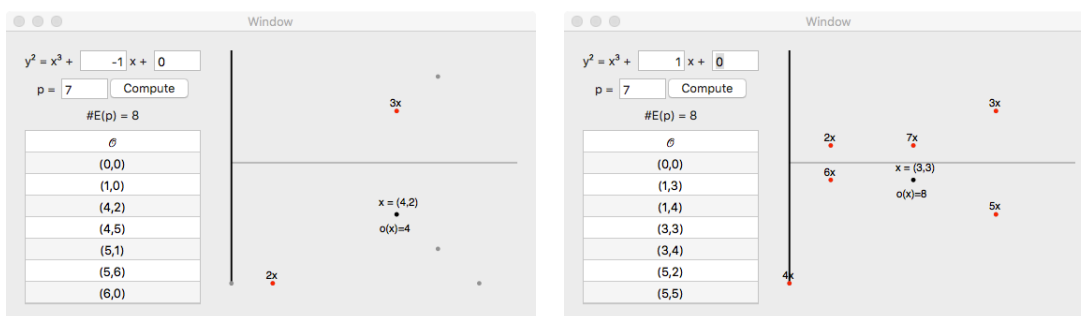 Window
y² = x³ + -1 x + 0
p = 7 Compute
#E(p) = 8
𝒪
(0,0)
(1,0)
(4,2)
(4,5)
(5,1)
(5,6)
(6,0)
3x
x = (4,2)
o(x)=4
2x
Window
y² = x³ + 1 x + 0
p = 7 Compute
#E(p) = 8
𝒪
(0,0)
(1,3)
(1,4)
(3,3)
(3,4)
(5,2)
(5,5)
3x
2x 7x
6x x = (3,3)
o(x)=8
5x
4x